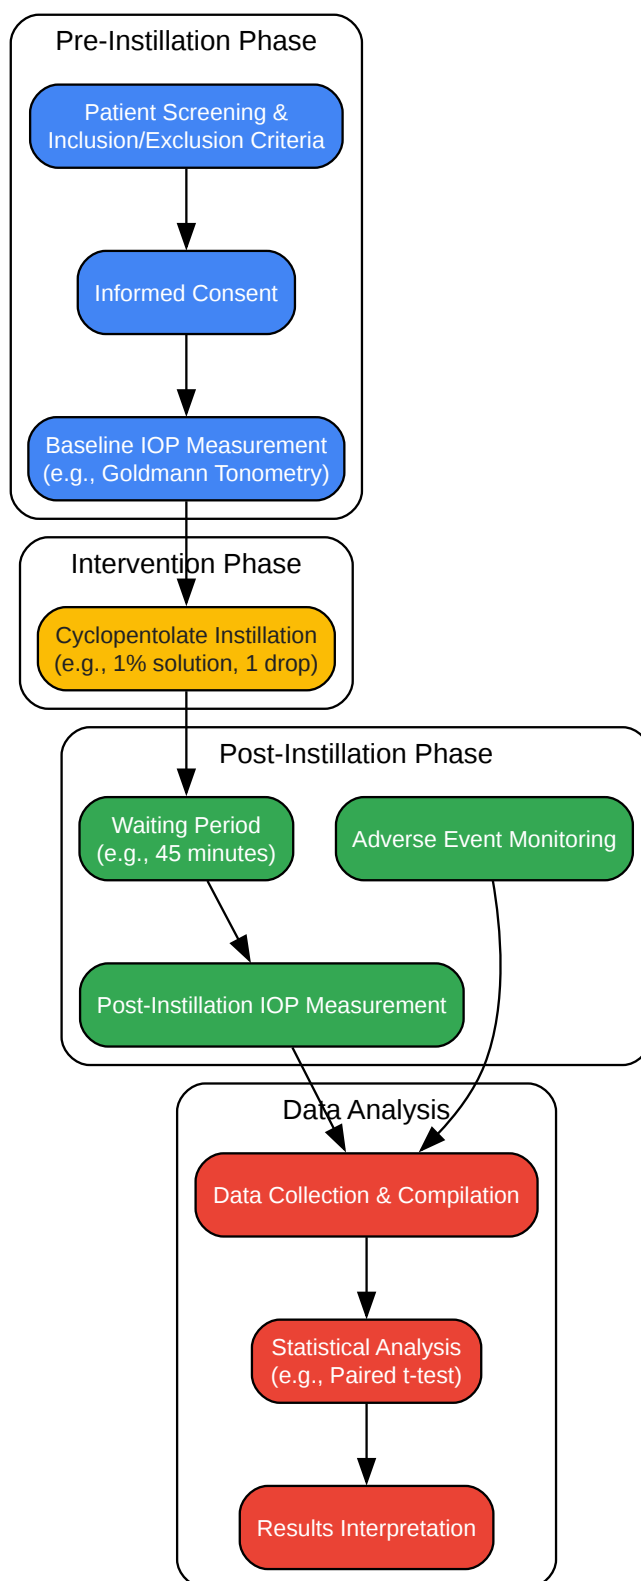 Pre-Instillation Phase
Patient Screening &
Inclusion/Exclusion Criteria
Informed Consent
Baseline IOP Measurement
(e.g., Goldmann Tonometry)
Intervention Phase
Cyclopentolate Instillation
(e.g., 1% solution, 1 drop)
Post-Instillation Phase
Waiting Period
(e.g., 45 minutes)
Adverse Event Monitoring
Post-Instillation IOP Measurement
Data Analysis
Data Collection & Compilation
Statistical Analysis
(e.g., Paired t-test)
Results Interpretation